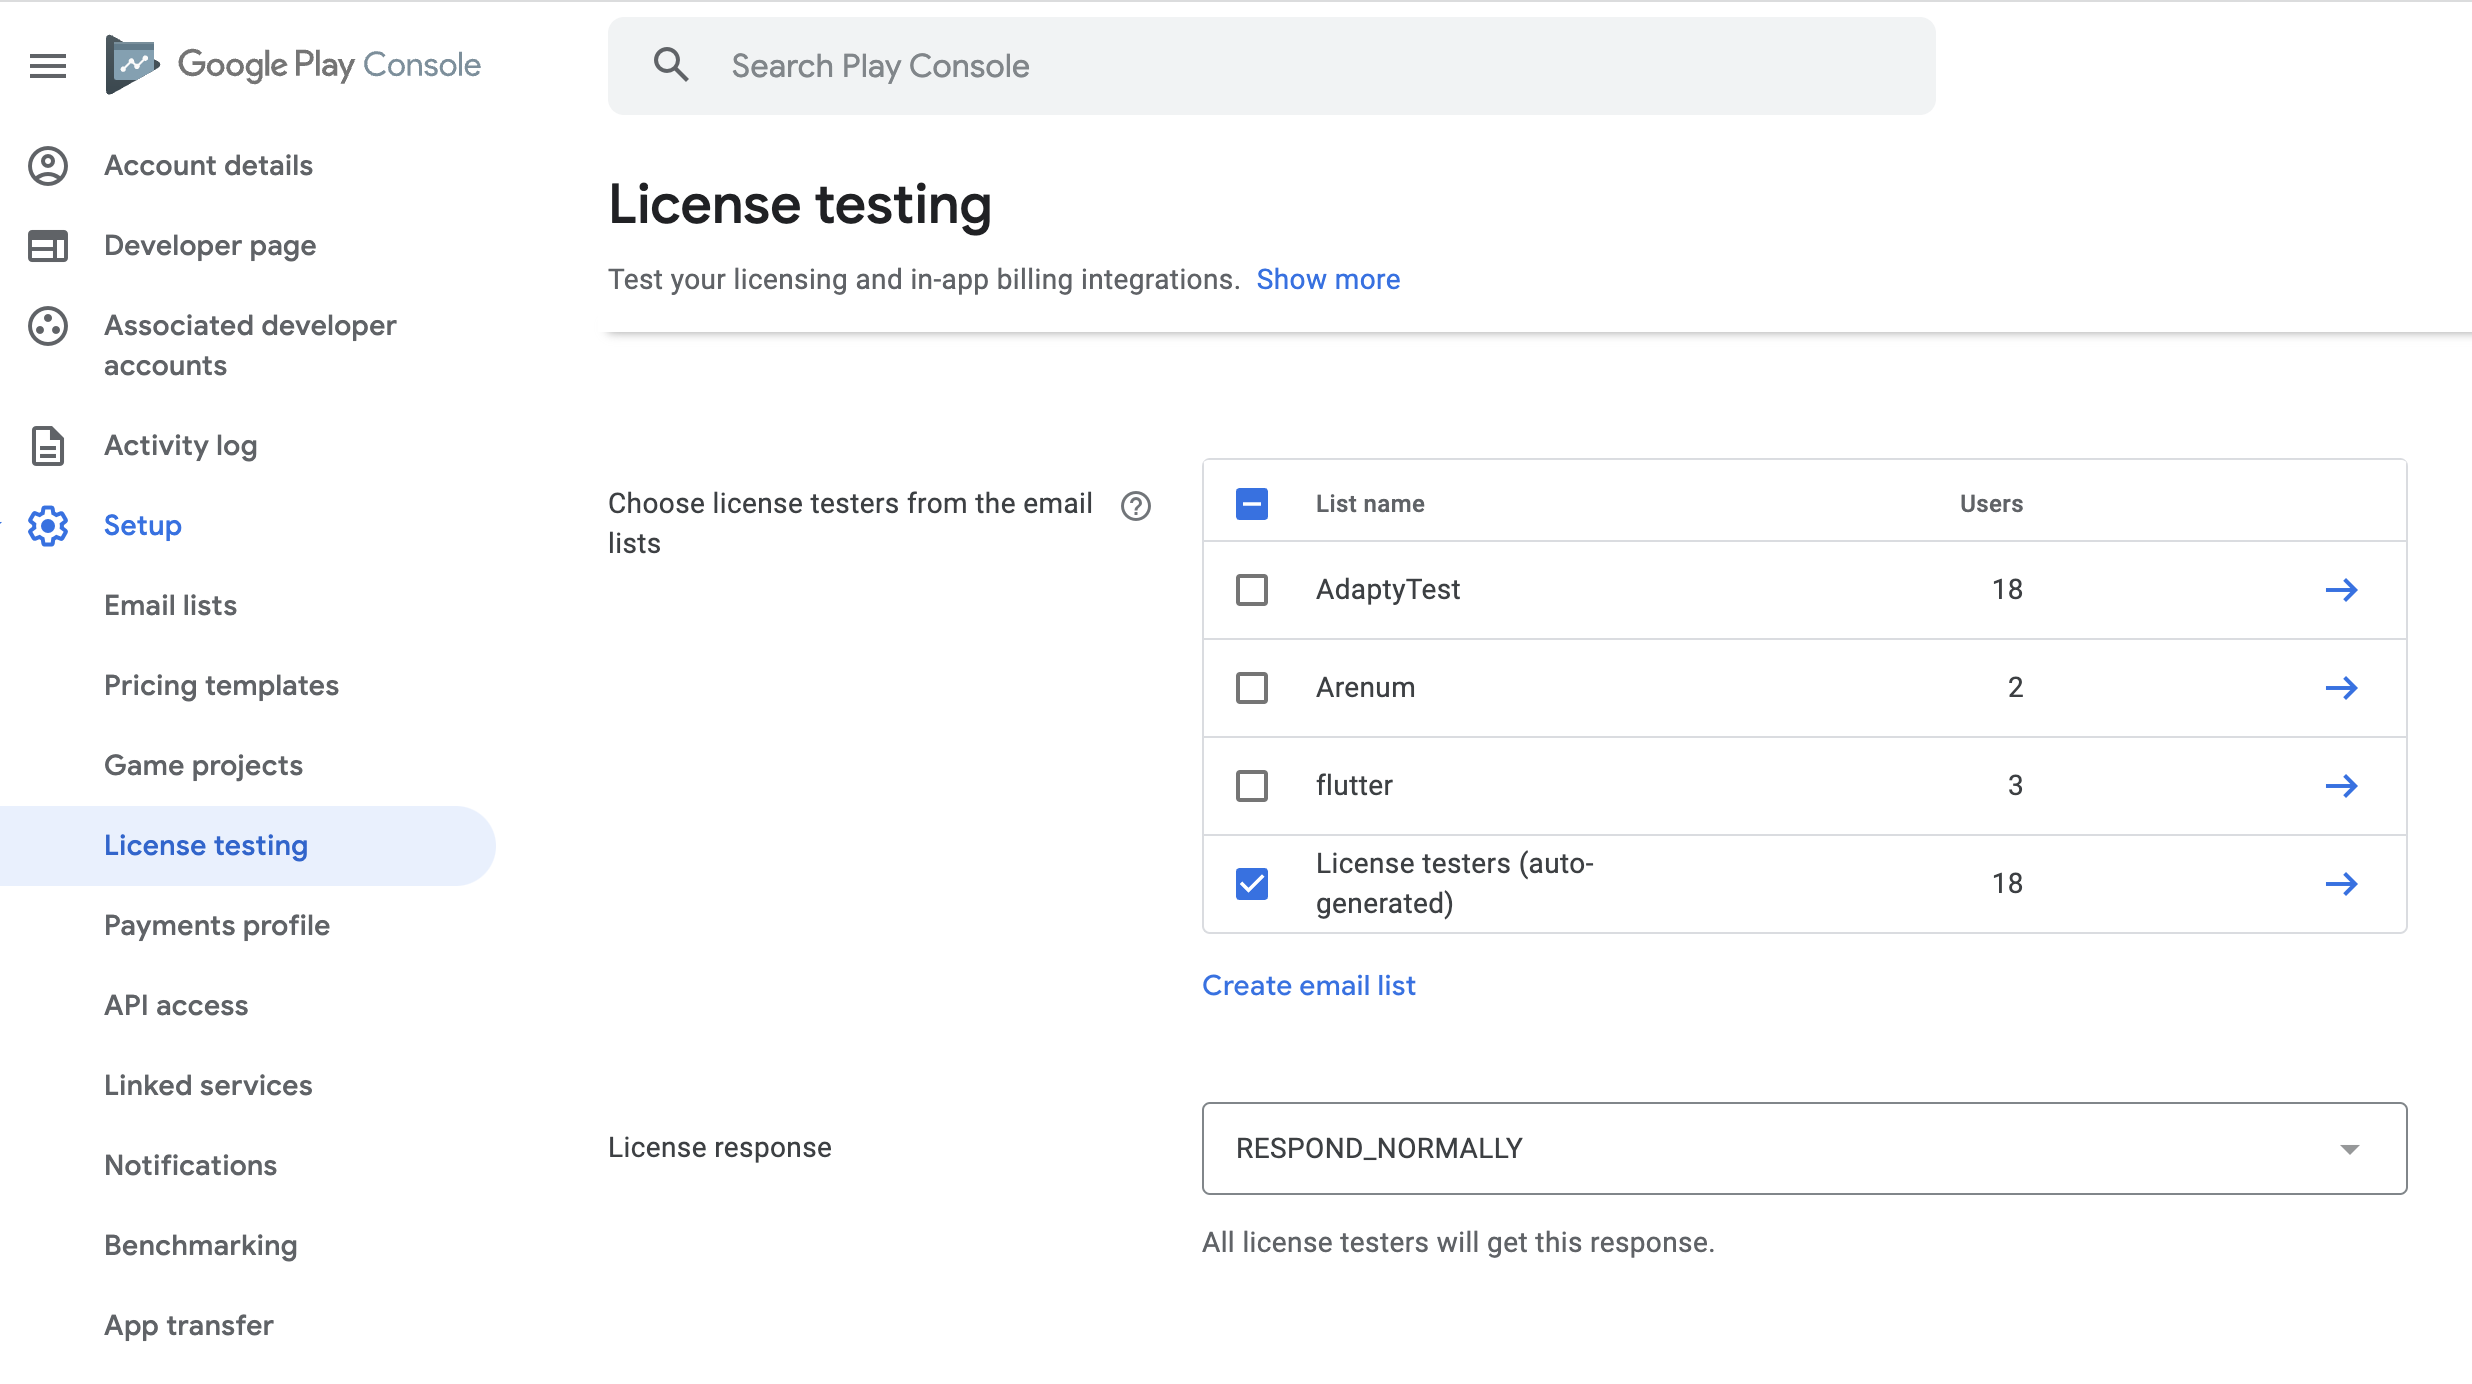 Google Play Console
Search Play Console
Account details
Developer page
Associated developer
accounts
Activity log
Setup
Email lists
Pricing templates
Game projects
License testing
Payments profile
API access
Linked services
Notifications
Benchmarking
App transfer
License testing
Test your licensing and in-app billing integrations. Show more
Choose license testers from the email
lists
List name Users
AdaptyTest 18
Arenum 2
flutter 3
License testers (auto-
generated) 18
Create email list
License response
RESPOND_NORMALLY
All license testers will get this response.